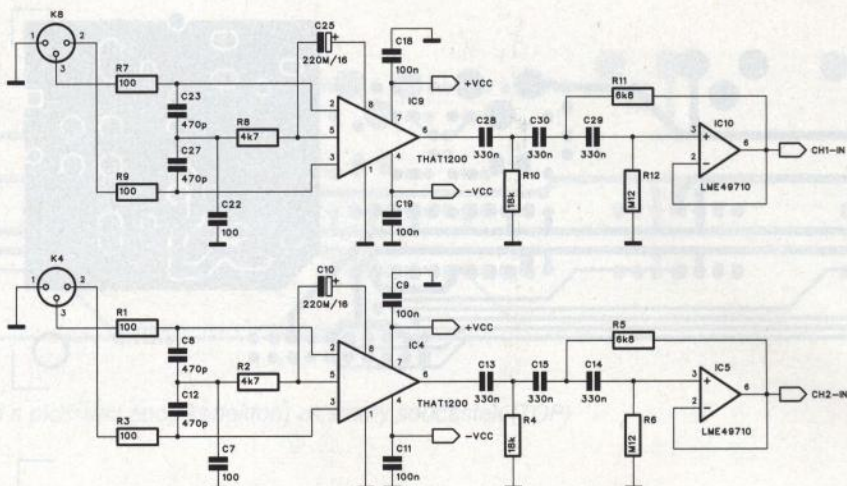 K8
1
2
3
R7
100
C23
470p
C27
470p
R9
100
R8
4k7
C22
100
C25
+
220M/16
2
5
3
8
7
6
4
1
IC9
THAT1200
C18
100n
+VCC
-VCC
C19
100n
C28
330n
C30
330n
C29
330n
R10
18k
R11
6k8
R12
M12
3
+
2
-
6
IC10
LME49710
CH1-IN
K4
1
2
3
R1
100
C8
470p
C12
470p
R3
100
R2
4k7
C7
100
C10
+
220M/16
2
5
3
8
7
6
4
1
IC4
THAT1200
C9
100n
+VCC
-VCC
C11
100n
C13
330n
C15
330n
C14
330n
R4
18k
R5
6k8
R6
M12
3
+
2
-
6
IC5
LME49710
CH2-IN